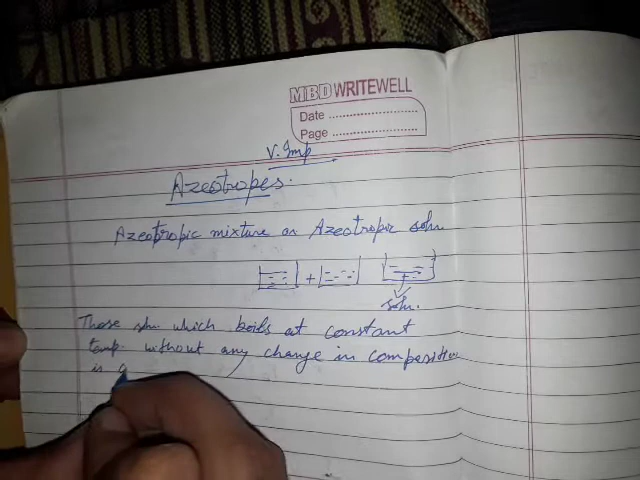 MBD WRITEWELL
Date
Page
V. Imp
Azeotropes.
Azeotropic mixture or Azeotropic soln.
+
soln.
Those soln. which boils at constant
temp. without any change in composition
is